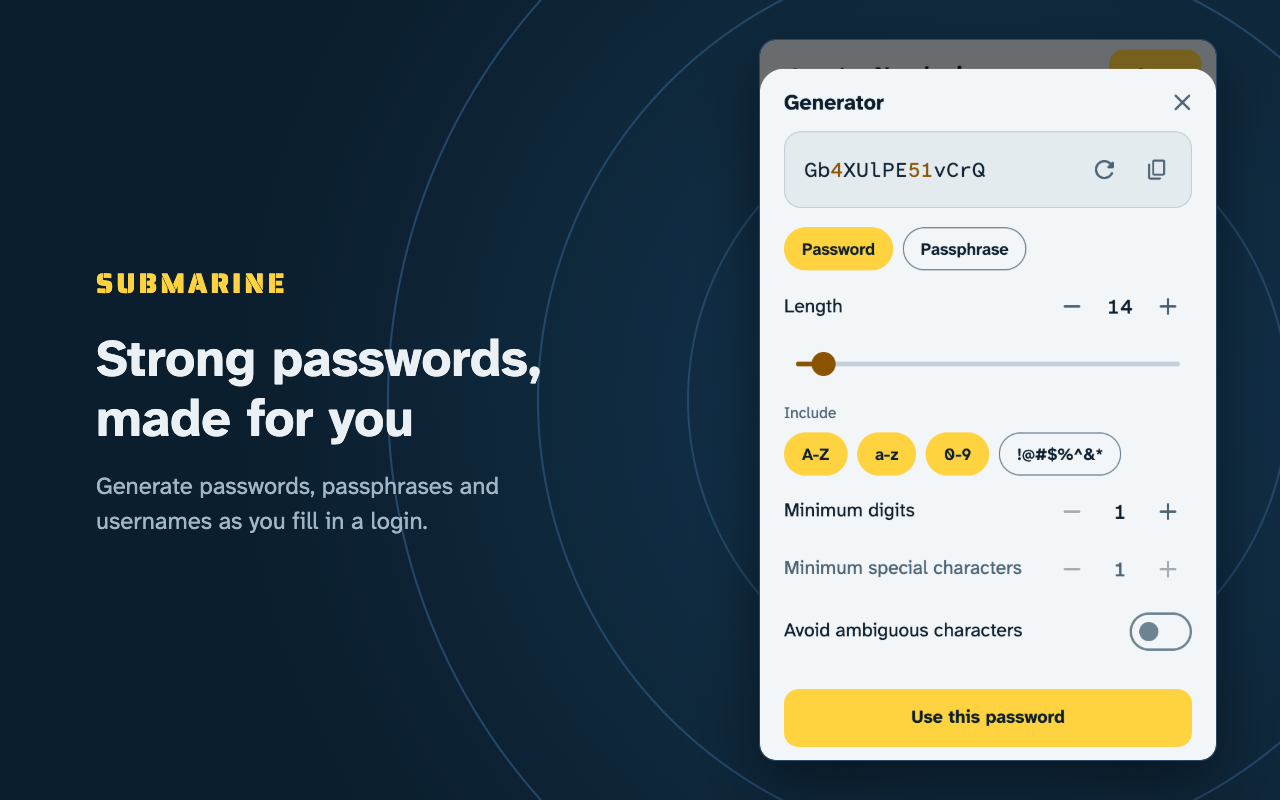 SUBMARINE
Strong passwords,
made for you
Generate passwords, passphrases and
usernames as you fill in a login.
Generator
Gb4XUlPE51vCrQ
Password
Passphrase
Length
14
Include
A-Z
a-z
0-9
!@#$%^&*
Minimum digits
1
Minimum special characters
1
Avoid ambiguous characters
Use this password